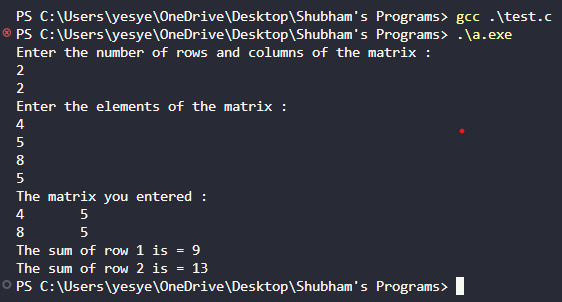 PS C:\Users\yesye\OneDrive\Desktop\Shubham's Programs> gcc .\test.c
PS C:\Users\yesye\OneDrive\Desktop\Shubham's Programs> .\a.exe
Enter the number of rows and columns of the matrix :
2
2
Enter the elements of the matrix :
4
5
8
5
The matrix you entered :
4       5
8       5
The sum of row 1 is = 9
The sum of row 2 is = 13
PS C:\Users\yesye\OneDrive\Desktop\Shubham's Programs>